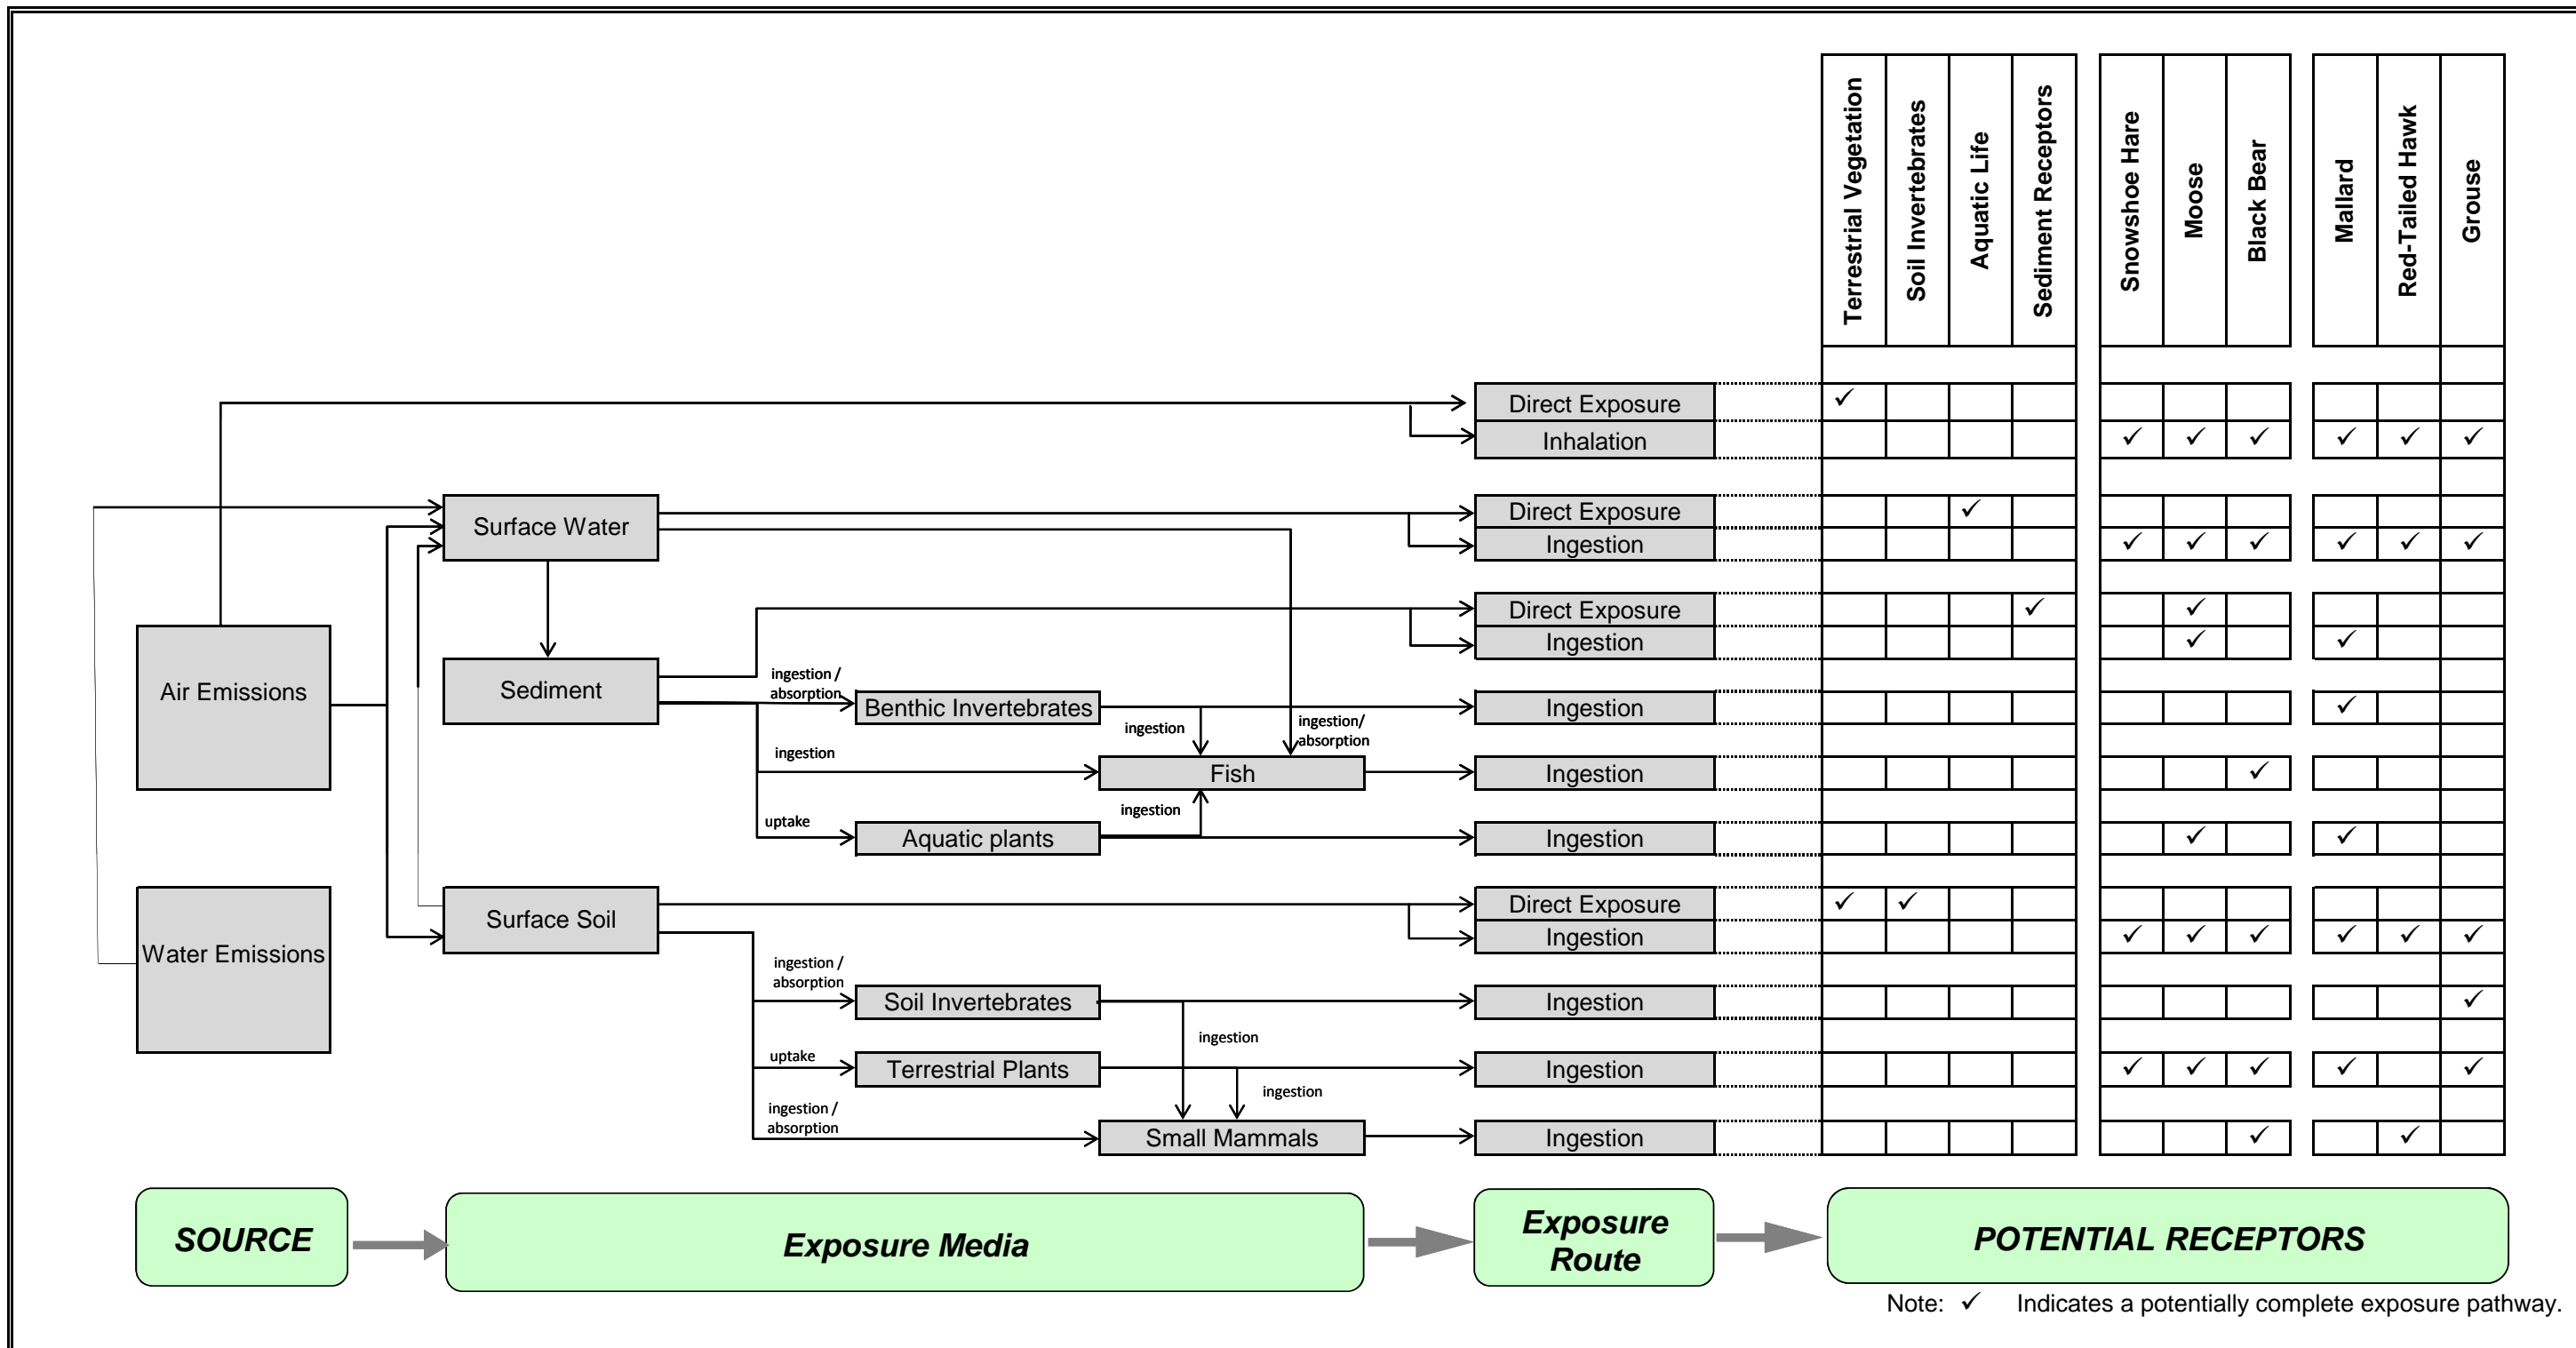 Terrestrial Vegetation
Soil Invertebrates
Aquatic Life
Sediment Receptors
Snowshoe Hare
Moose
Black Bear
Mallard
Red-Tailed Hawk
Grouse
Direct Exposure
✓
Inhalation
✓ ✓ ✓ ✓ ✓ ✓
Surface Water
Direct Exposure
✓
Ingestion
✓ ✓ ✓ ✓ ✓ ✓
Direct Exposure
✓ ✓
Ingestion
✓ ✓
Air Emissions
Sediment
ingestion /
absorption
Benthic Invertebrates
Ingestion
✓
ingestion
ingestion/
absorption
ingestion
Fish
Ingestion
✓
ingestion
uptake
Aquatic plants
Ingestion
✓ ✓
Surface Soil
Direct Exposure
✓ ✓
Ingestion
✓ ✓ ✓ ✓ ✓ ✓
Water Emissions
ingestion /
absorption
Soil Invertebrates
Ingestion
✓
ingestion
uptake
Terrestrial Plants
Ingestion
✓ ✓ ✓ ✓ ✓
ingestion
ingestion /
absorption
Small Mammals
Ingestion
✓ ✓
SOURCE
Exposure Media
Exposure
Route
POTENTIAL RECEPTORS
Note: ✓ Indicates a potentially complete exposure pathway.